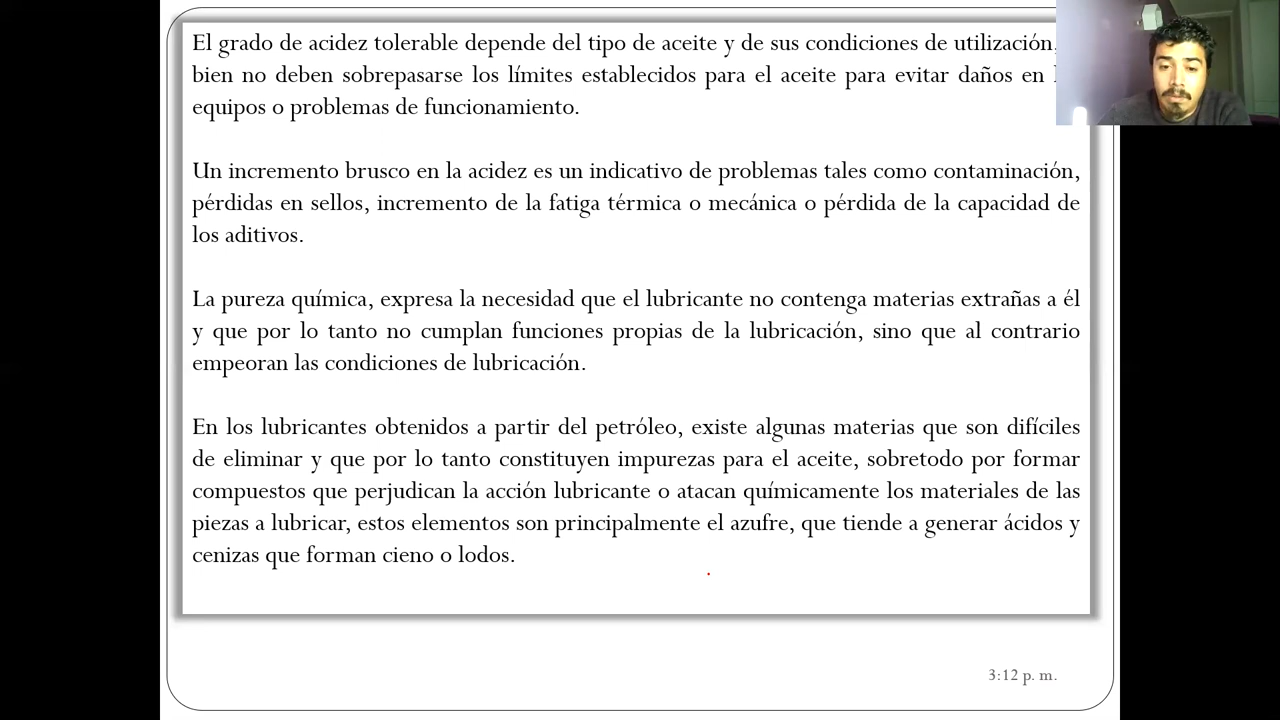 El grado de acidez tolerable depende del tipo de aceite y de sus condiciones de utilización,
bien no deben sobrepasarse los límites establecidos para el aceite para evitar daños en
equipos o problemas de funcionamiento.
Un incremento brusco en la acidez es un indicativo de problemas tales como contaminación,
pérdidas en sellos, incremento de la fatiga térmica o mecánica o pérdida de la capacidad de
los aditivos.
La pureza química, expresa la necesidad que el lubricante no contenga materias extrañas a él
y que por lo tanto no cumplan funciones propias de la lubricación, sino que al contrario
empeoran las condiciones de lubricación.
En los lubricantes obtenidos a partir del petróleo, existe algunas materias que son difíciles
de eliminar y que por lo tanto constituyen impurezas para el aceite, sobretodo por formar
compuestos que perjudican la acción lubricante o atacan químicamente los materiales de las
piezas a lubricar, estos elementos son principalmente el azufre, que tiende a generar ácidos y
cenizas que forman cieno o lodos.
3:12 p. m.